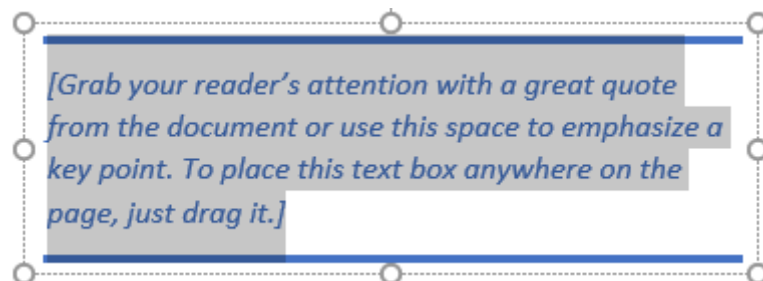 [Grab your reader’s attention with a great quote
from the document or use this space to emphasize a
key point. To place this text box anywhere on the
page, just drag it.]